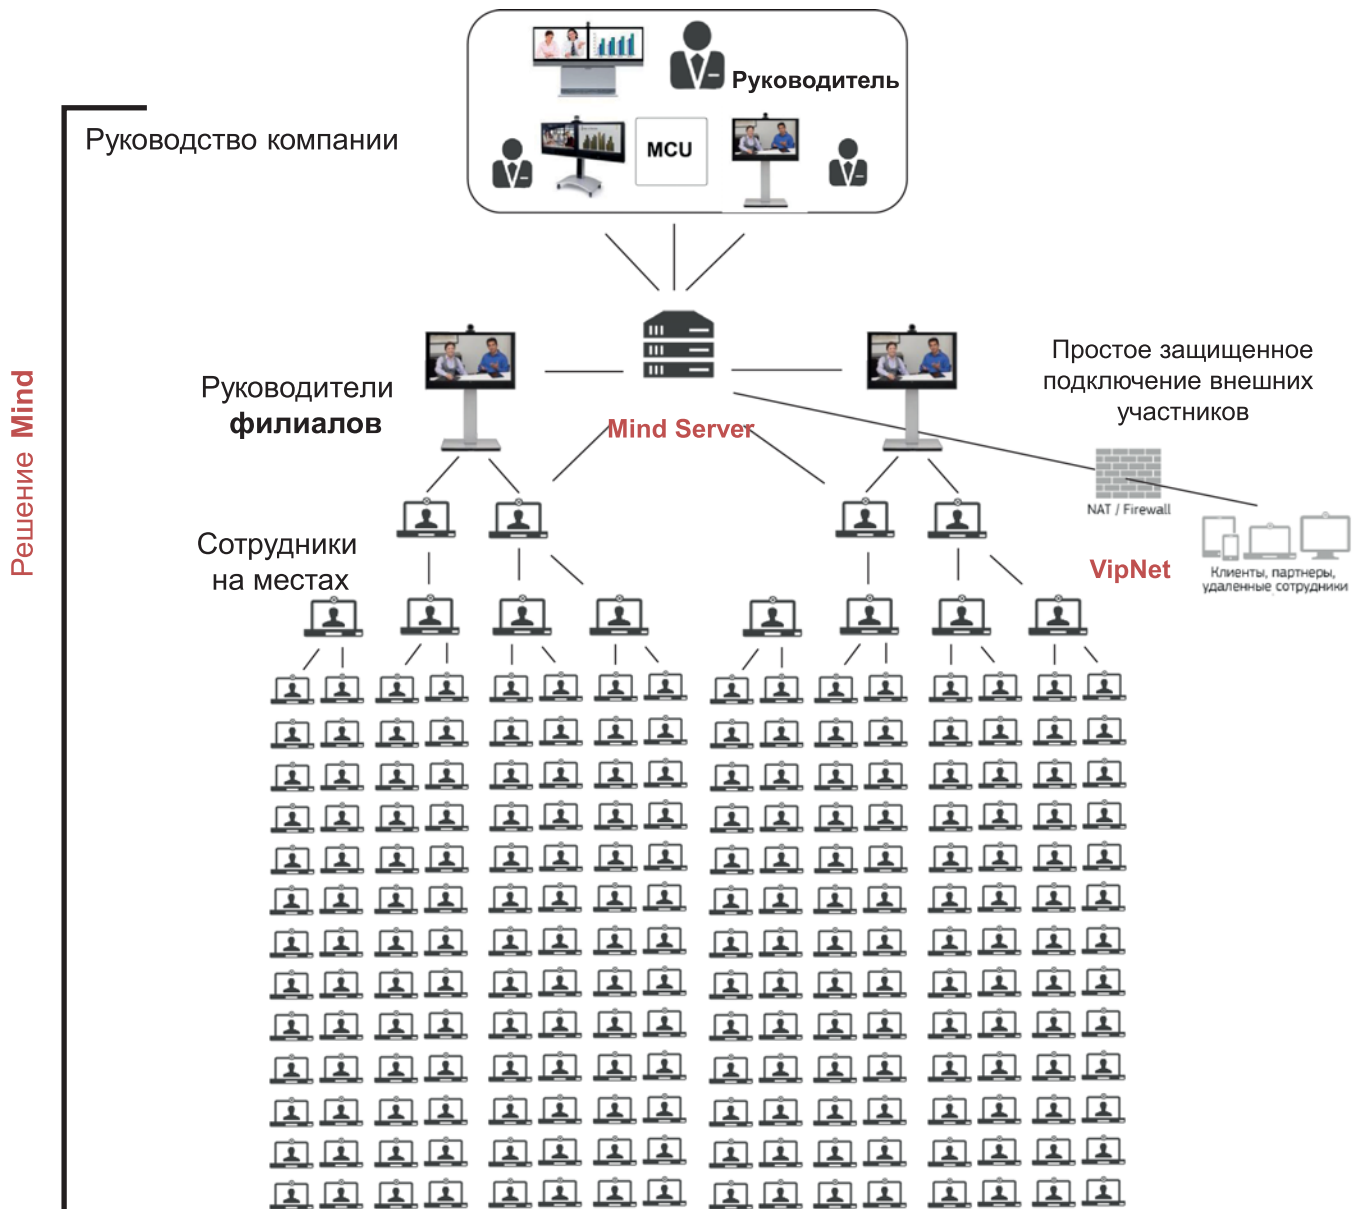 Руководитель
Руководство компании
MCU
Решение Mind
Простое защищенное
подключение внешних
участников
Руководители
филиалов
Mind Server
NAT / Firewall
Сотрудники
на местах
VipNet
Клиенты, партнеры,
удаленные сотрудники